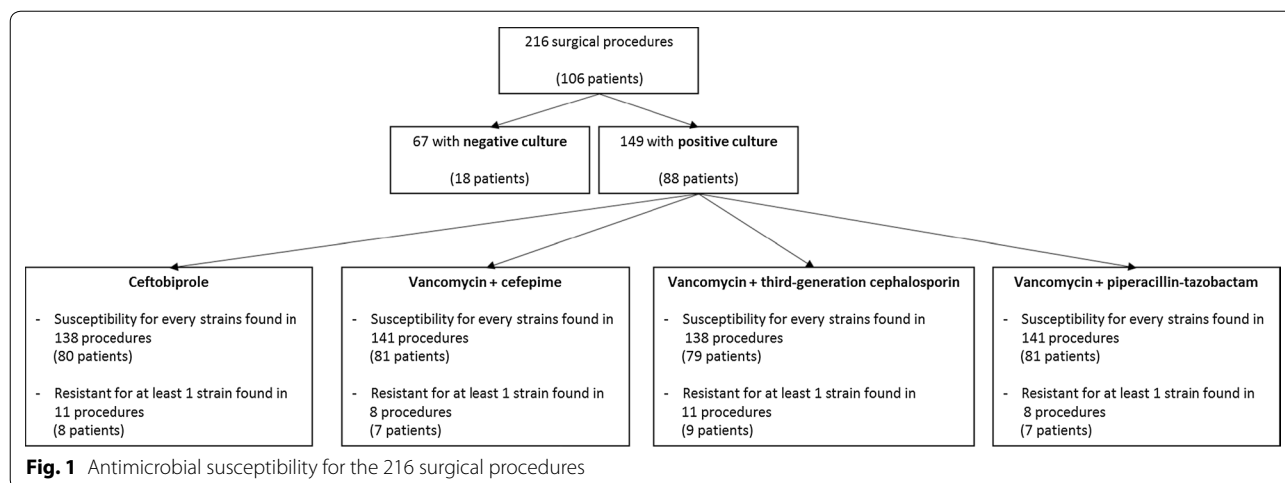 216 surgical procedures
(106 patients)
67 with negative culture
(18 patients)
149 with positive culture
(88 patients)
Ceftobiprole
- Susceptibility for every strains found in
138 procedures
(80 patients)
- Resistant for at least 1 strain found in
11 procedures
(8 patients)
Vancomycin + cefepime
- Susceptibility for every strains found in
141 procedures
(81 patients)
- Resistant for at least 1 strain found in
8 procedures
(7 patients)
Vancomycin + third-generation cephalosporin
- Susceptibility for every strains found in
138 procedures
(79 patients)
- Resistant for at least 1 strain found in
11 procedures
(9 patients)
Vancomycin + piperacillin-tazobactam
- Susceptibility for every strains found in
141 procedures
(81 patients)
- Resistant for at least 1 strain found in
8 procedures
(7 patients)
Fig. 1 Antimicrobial susceptibility for the 216 surgical procedures